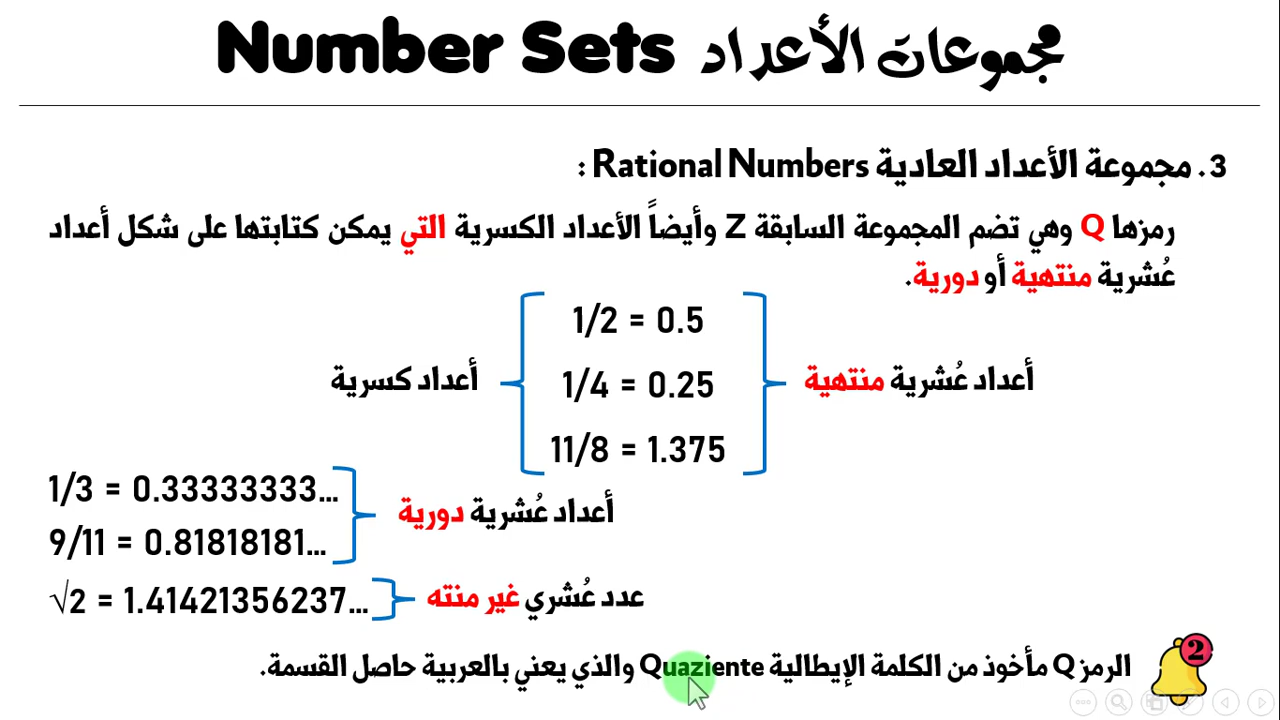 مجموعات الأعداد Number Sets
3. مجموعة الأعداد العادية Rational Numbers :
رمزها Q وهي تضم المجموعة السابقة Z وأيضاً الأعداد الكسرية التي يمكن كتابتها على شكل أعداد
عُشرية منتهية أو دورية.
1/2 = 0.5
أعداد عُشرية منتهية
1/4 = 0.25
أعداد كسرية
11/8 = 1.375
1/3 = 0.33333333...
أعداد عُشرية دورية
9/11 = 0.81818181...
√2 = 1.41421356237...
عدد عُشري غير منته
الرمز Q مأخوذ من الكلمة الإيطالية Quaziente والذي يعني بالعربية حاصل القسمة.
2